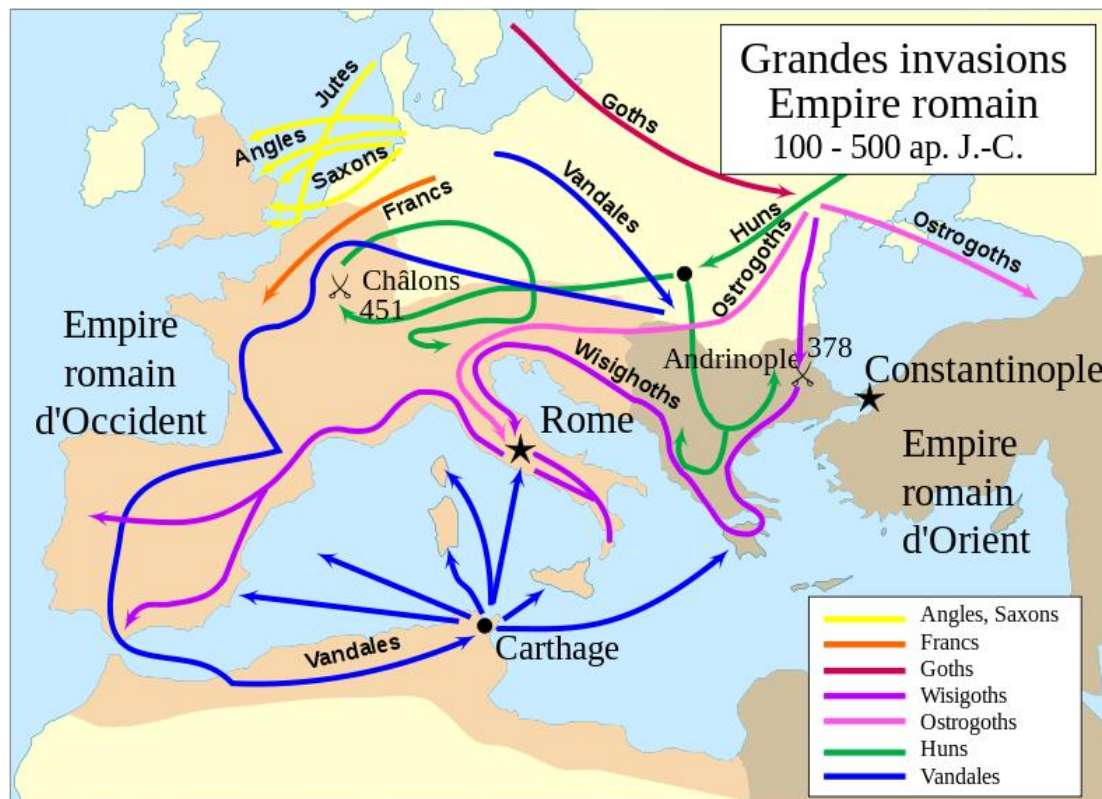 Grandes invasions
Empire romain
100 - 500 ap. J.-C.
Jutes
Angles
Saxons
Francs
Goths
Vandales
Huns
Ostrogoths
Ostrogoths
Châlons
451
Empire
romain
d'Occident
Wisighoths
Andrinople
378
Constantinople
Rome
Empire
romain
d'Orient
Carthage
Vandales
Angles, Saxons
Francs
Goths
Wisigoths
Ostrogoths
Huns
Vandales